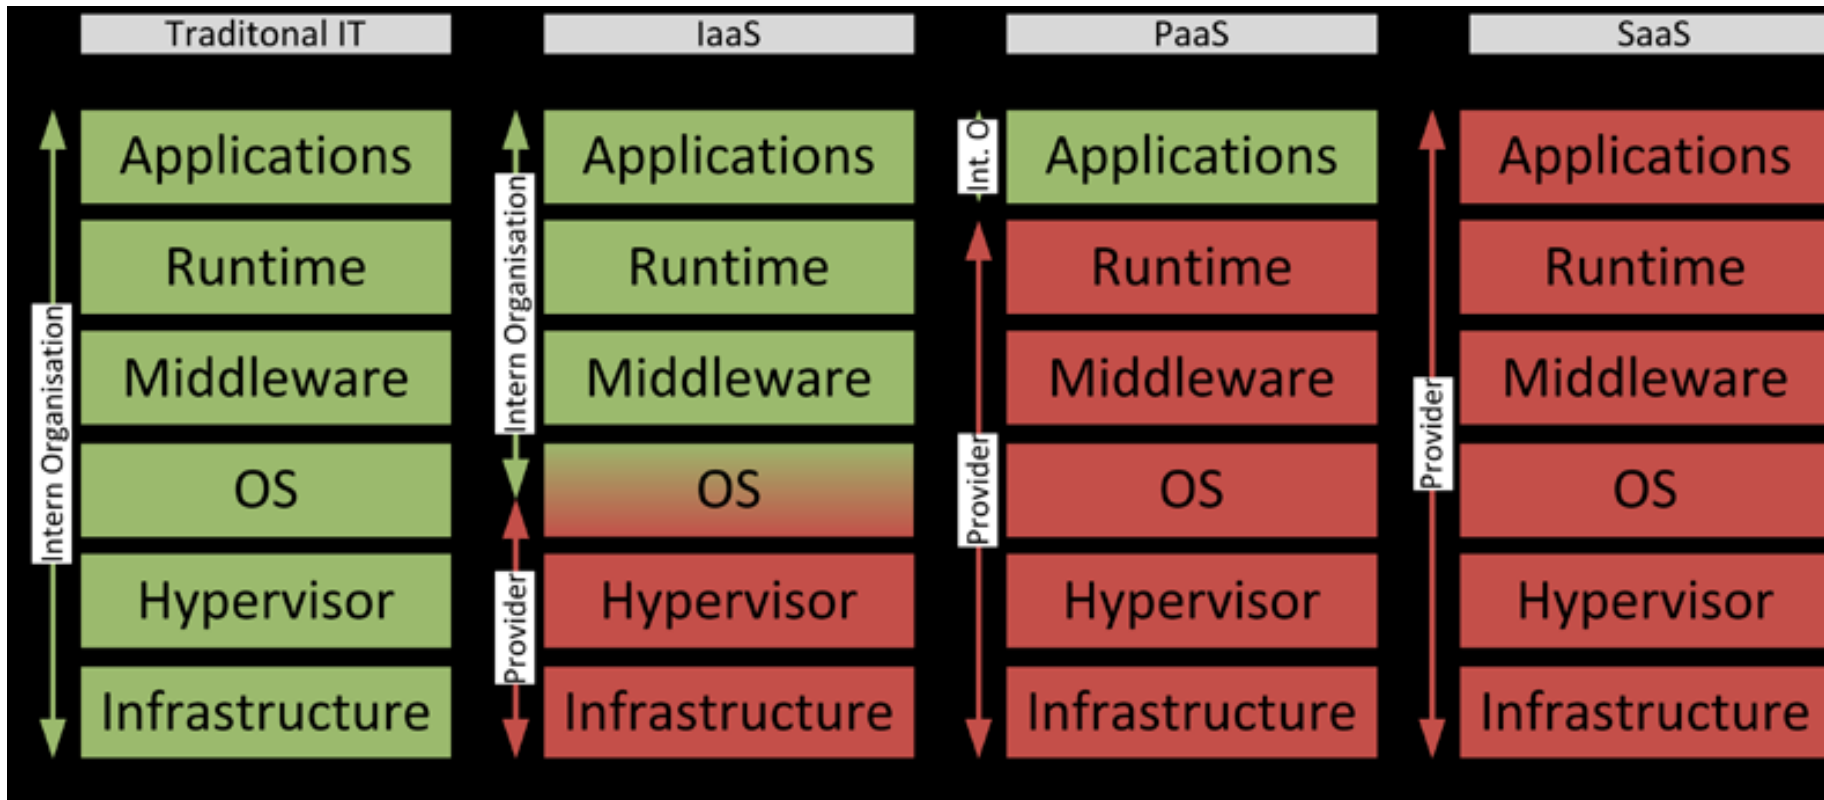 Traditonal IT
IaaS
PaaS
SaaS
Intern Organisation
Applications
Runtime
Middleware
OS
Hypervisor
Infrastructure
Intern Organisation
Provider
Applications
Runtime
Middleware
OS
Hypervisor
Infrastructure
Int. O
Provider
Applications
Runtime
Middleware
OS
Hypervisor
Infrastructure
Provider
Applications
Runtime
Middleware
OS
Hypervisor
Infrastructure